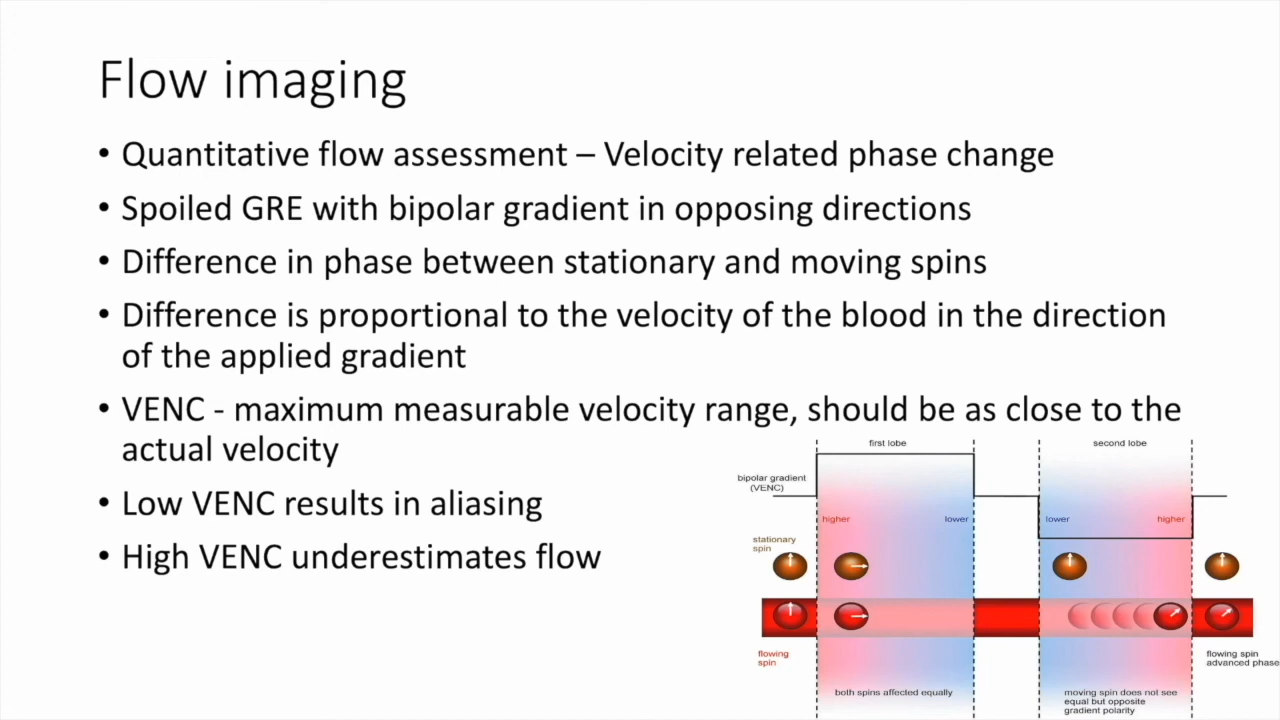 Flow imaging
• Quantitative flow assessment – Velocity related phase change
• Spoiled GRE with bipolar gradient in opposing directions
• Difference in phase between stationary and moving spins
• Difference is proportional to the velocity of the blood in the direction
of the applied gradient
• VENC - maximum measurable velocity range, should be as close to the
actual velocity
• Low VENC results in aliasing
• High VENC underestimates flow
first lobe
second lobe
bipolar gradient
(VENC)
higher
lower
lower
higher
stationary
spin
flowing
spin
flowing spin
advanced phase
both spins affected equally
moving spin does not see
equal but opposite
gradient polarity